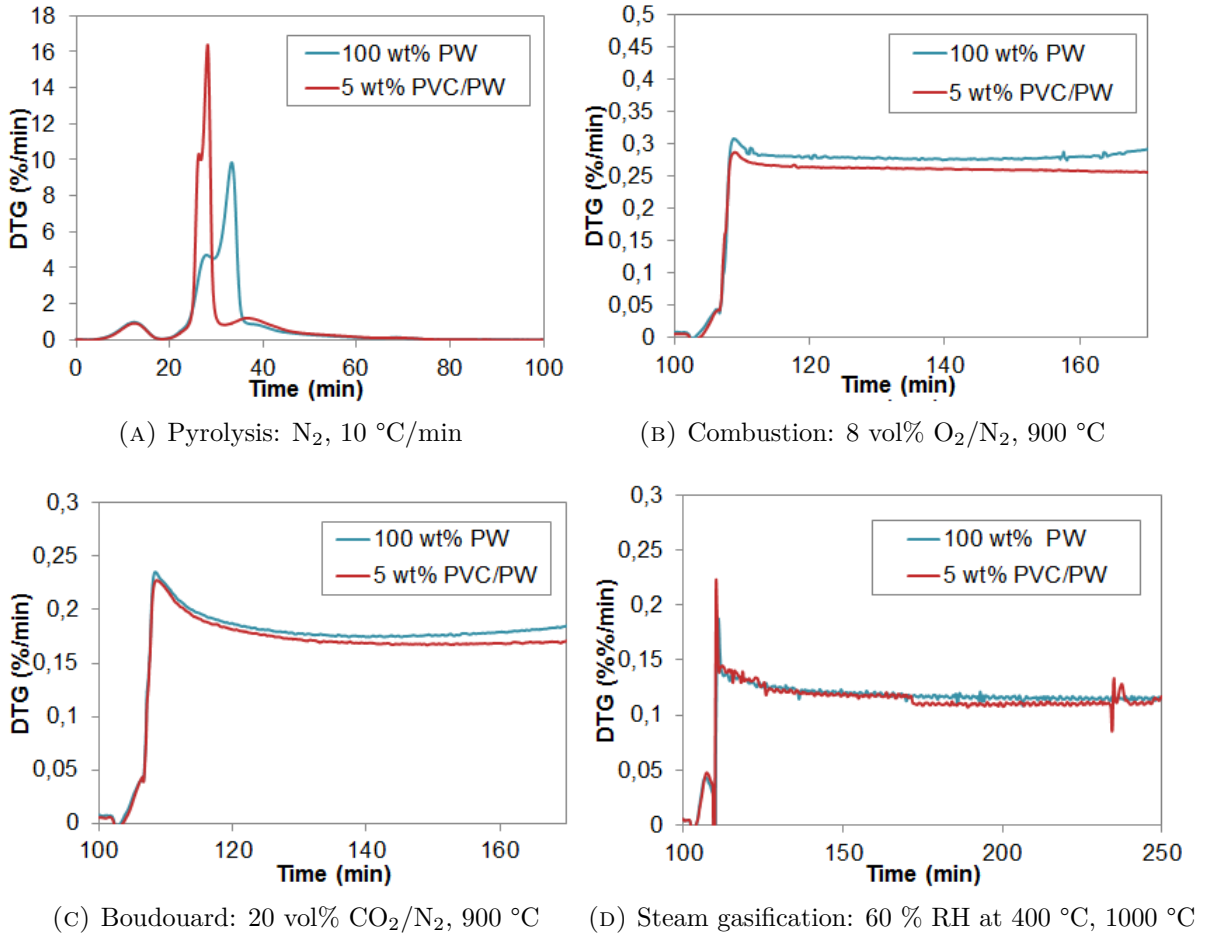 DTG (%/min)
18
16
14
12
10
8
6
4
2
0
100 wt% PW
5 wt% PVC/PW
0 20 40 60 80 100
Time (min)
(A) Pyrolysis: N₂, 10 °C/min
DTG (%/min)
0,5
0,45
0,4
0,35
0,3
0,25
0,2
0,15
0,1
0,05
0
100 wt% PW
5 wt% PVC/PW
100 120 140 160
Time (min)
(B) Combustion: 8 vol% O₂/N₂, 900 °C
DTG (%/min)
0,3
0,25
0,2
0,15
0,1
0,05
0
100 wt% PW
5 wt% PVC/PW
100 120 140 160
Time (min)
(C) Boudouard: 20 vol% CO₂/N₂, 900 °C
DTG (%%/min)
0,3
0,25
0,2
0,15
0,1
0,05
0
100 wt% PW
5 wt% PVC/PW
100 150 200 250
Time (min)
(D) Steam gasification: 60 % RH at 400 °C, 1000 °C